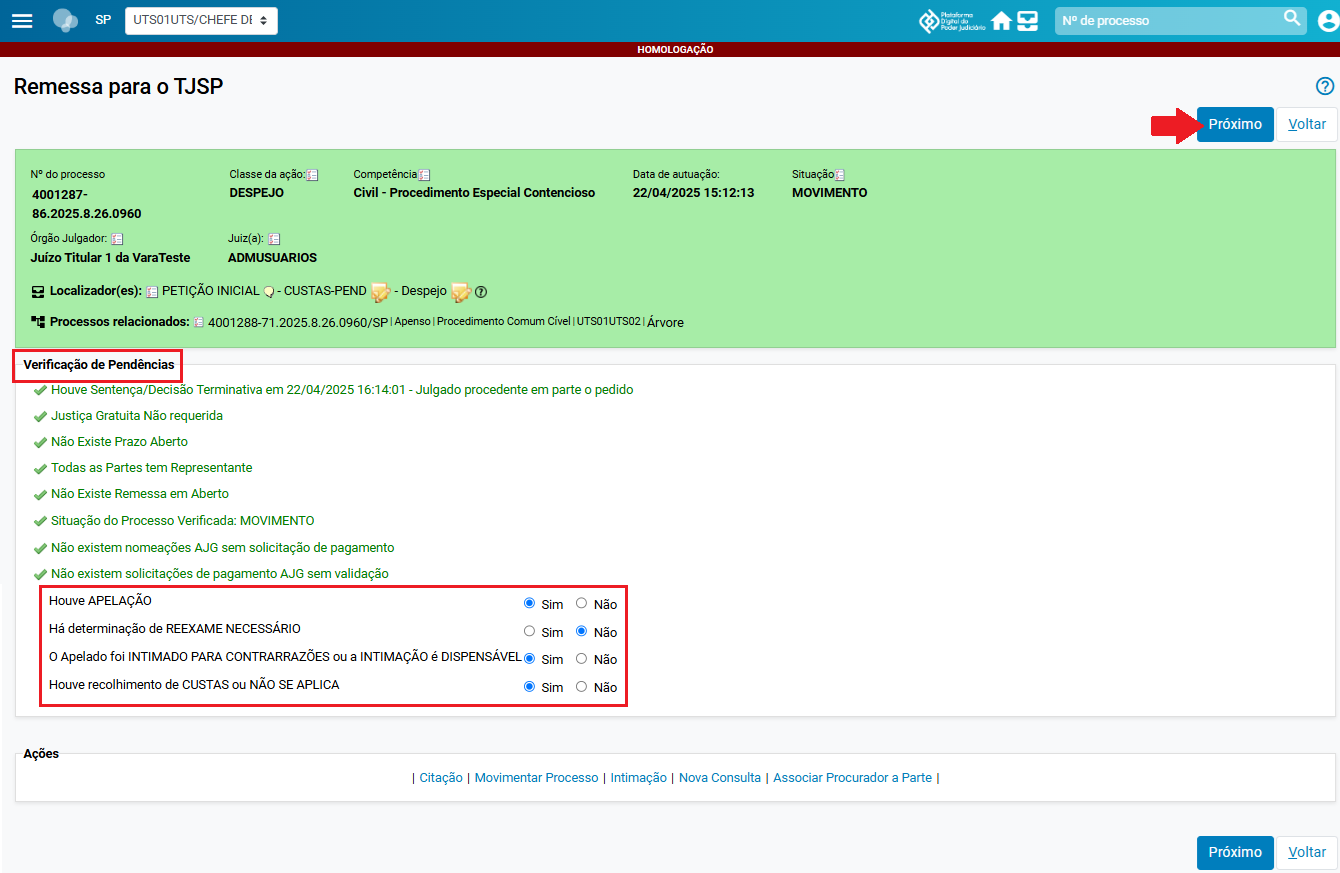 SP
UTS01UTS/CHEFE DE
Plataforma
Digital do
Poder Judiciário
Nº de processo
HOMOLOGAÇÃO
Remessa para o TJSP
Próximo
Voltar
Nº do processo
4001287-
86.2025.8.26.0960
Classe da ação:
DESPEJO
Competência
Civil - Procedimento Especial Contencioso
Data de autuação:
22/04/2025 15:12:13
Situação
MOVIMENTO
Órgão Julgador:
Juízo Titular 1 da VaraTeste
Juiz(a):
ADMUSUARIOS
Localizador(es): PETIÇÃO INICIAL - CUSTAS-PEND - Despejo
Processos relacionados: 4001288-71.2025.8.26.0960/SP | Apenso | Procedimento Comum Cível | UTS01UTS02 | Árvore
Verificação de Pendências
Houve Sentença/Decisão Terminativa em 22/04/2025 16:14:01 - Julgado procedente em parte o pedido
Justiça Gratuita Não requerida
Não Existe Prazo Aberto
Todas as Partes tem Representante
Não Existe Remessa em Aberto
Situação do Processo Verificada: MOVIMENTO
Não existem nomeações AJG sem solicitação de pagamento
Não existem solicitações de pagamento AJG sem validação
Houve APELAÇÃO Sim Não
Há determinação de REEXAME NECESSÁRIO Sim Não
O Apelado foi INTIMADO PARA CONTRARRAZÕES ou a INTIMAÇÃO é DISPENSÁVEL Sim Não
Houve recolhimento de CUSTAS ou NÃO SE APLICA Sim Não
Ações
| Citação | Movimentar Processo | Intimação | Nova Consulta | Associar Procurador a Parte |
Próximo
Voltar